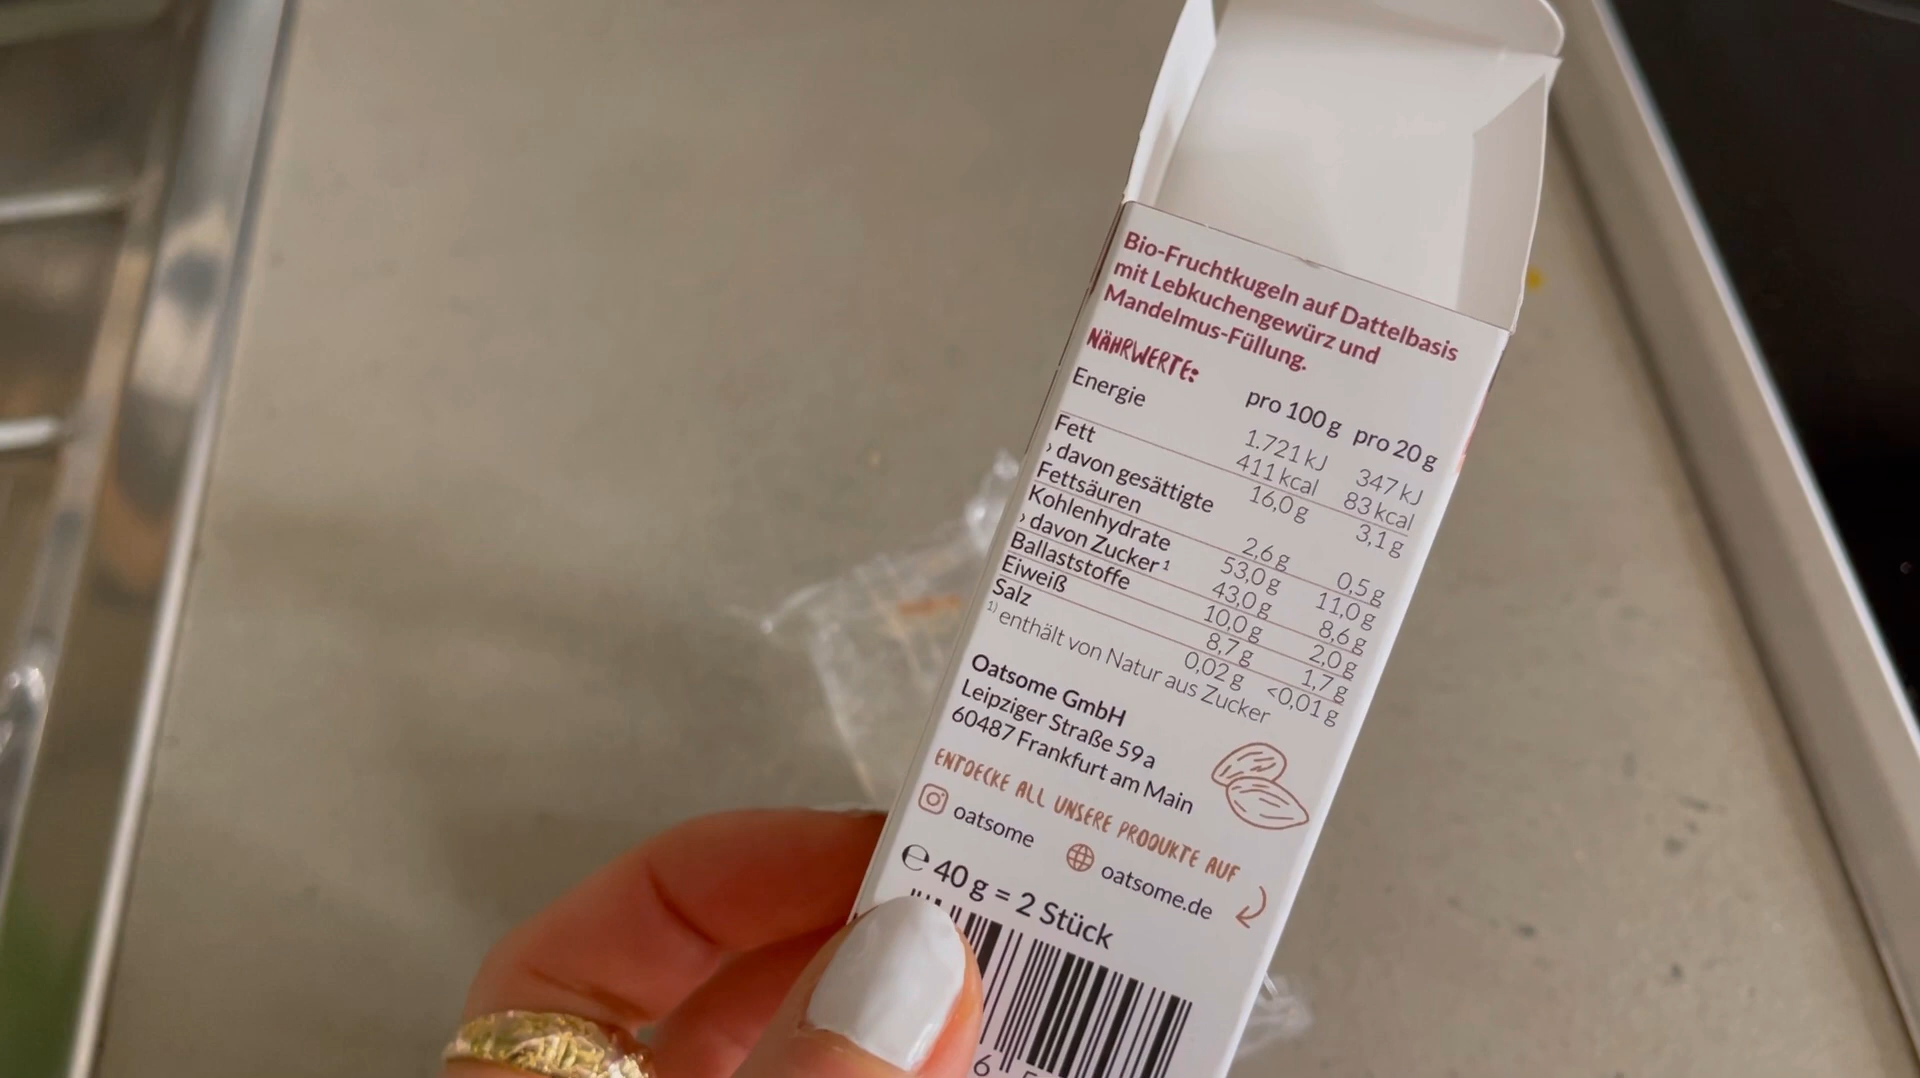 Bio-Fruchtkugeln auf Dattelbasis
mit Lebkuchengewürz und
Mandelmus-Füllung.
NÄHRWERTE:
pro 100 g pro 20 g
Energie 1.721 kJ 347 kJ
411 kcal 83 kcal
Fett 16,0 g 3,1 g
› davon gesättigte
Fettsäuren 2,6 g 0,5 g
Kohlenhydrate 53,0 g 11,0 g
› davon Zucker¹ 43,0 g 8,6 g
Ballaststoffe 10,0 g 2,0 g
Eiweiß 8,7 g 1,7 g
Salz 0,02 g <0,01 g
¹⁾ enthält von Natur aus Zucker
Oatsome GmbH
Leipziger Straße 59a
60487 Frankfurt am Main
ENTDECKE ALL UNSERE PRODUKTE AUF
oatsome oatsome.de
℮ 40 g = 2 Stück